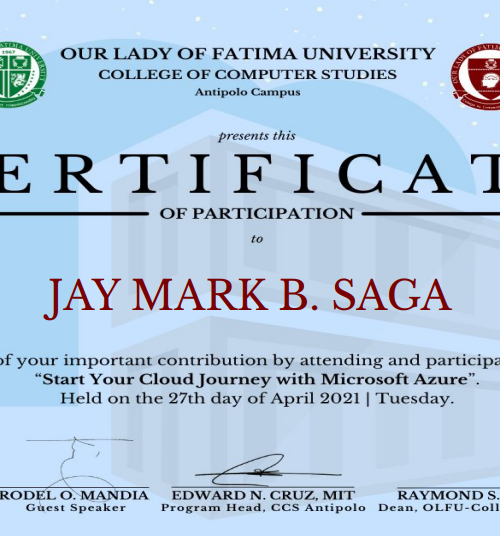 OUR LADY OF FATIMA UNIVERSITY
COLLEGE OF COMPUTER STUDIES
Antipolo Campus
presents this
ERTIFICAT
OF PARTICIPATION
to
JAY MARK B. SAGA
of your important contribution by attending and participa
“Start Your Cloud Journey with Microsoft Azure”.
Held on the 27th day of April 2021 | Tuesday.
RODEL O. MANDIA EDWARD N. CRUZ, MIT RAYMOND S.
Guest Speaker Program Head, CCS Antipolo Dean, OLFU-Coll